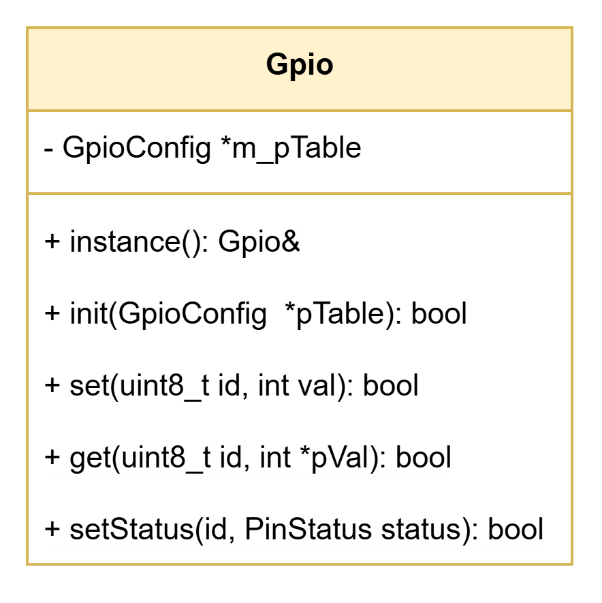 Gpio
- GpioConfig *m_pTable
+ instance(): Gpio&
+ init(GpioConfig  *pTable): bool
+ set(uint8_t id, int val): bool
+ get(uint8_t id, int *pVal): bool
+ setStatus(id, PinStatus status): bool